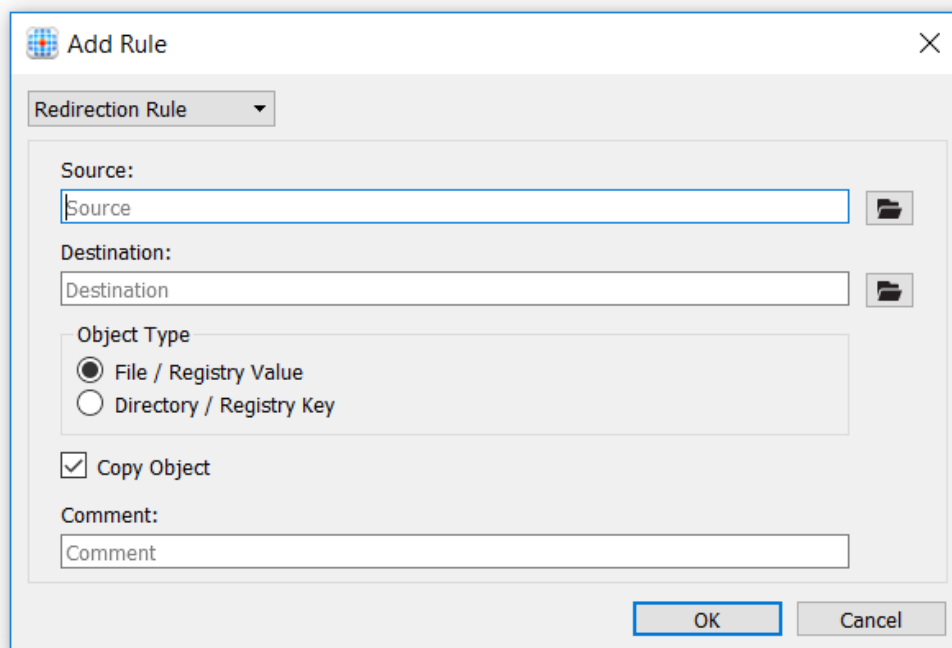 Add Rule
Redirection Rule
Source:
Source
Destination:
Destination
Object Type
File / Registry Value
Directory / Registry Key
Copy Object
Comment:
Comment
OK Cancel